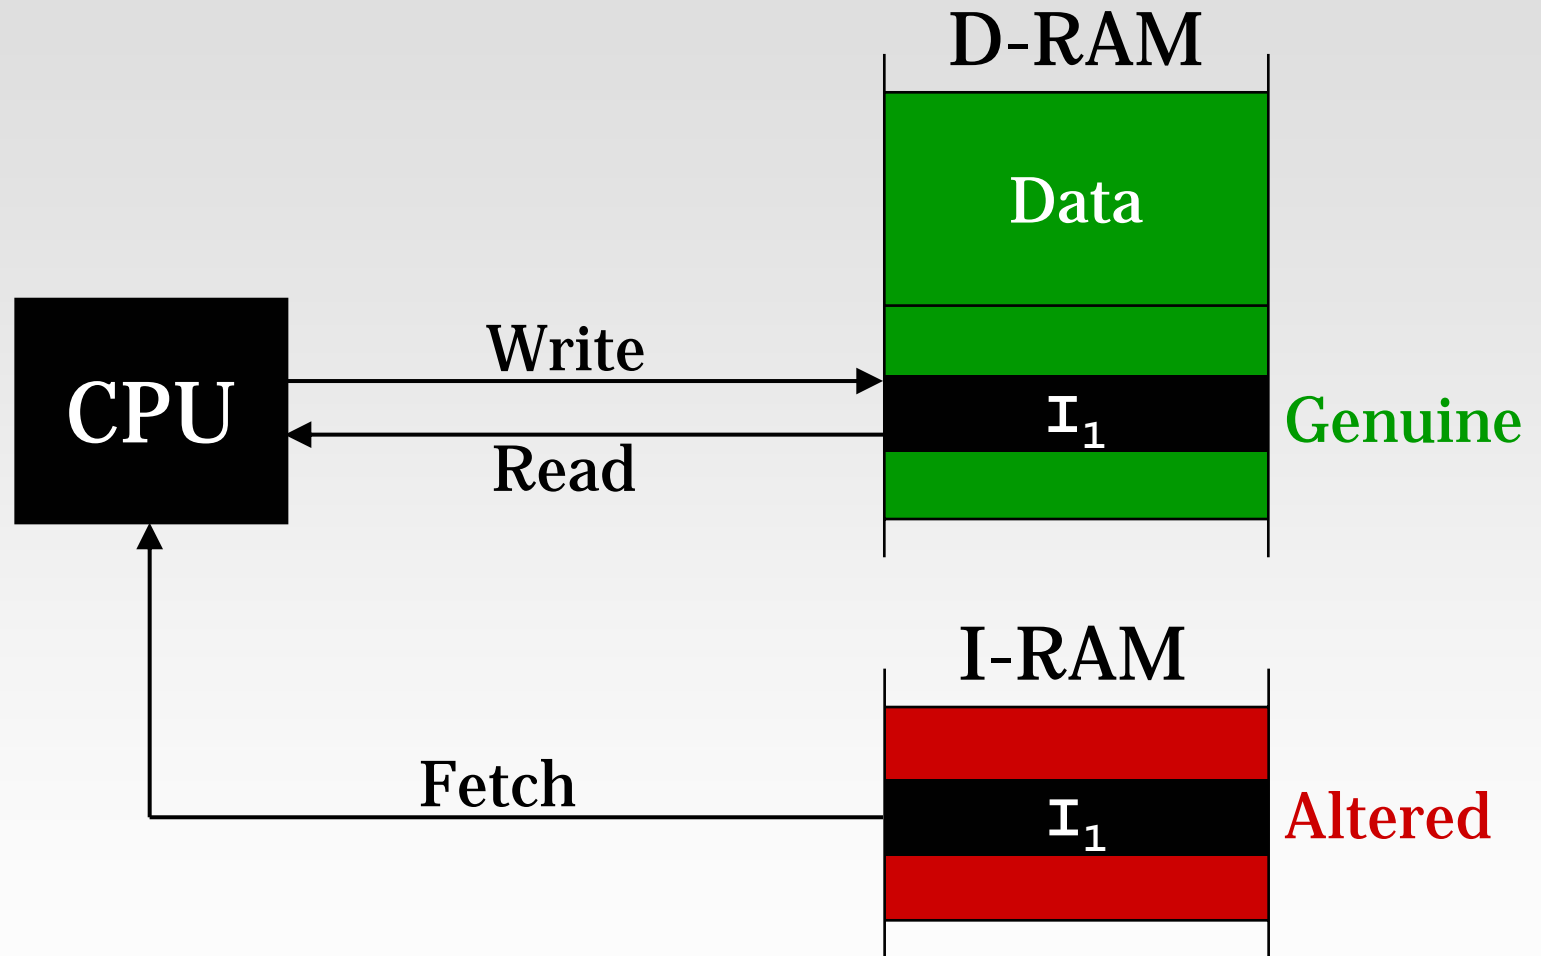 D-RAM
Data
Write
CPU
I₁
Genuine
Read
I-RAM
Fetch
I₁
Altered